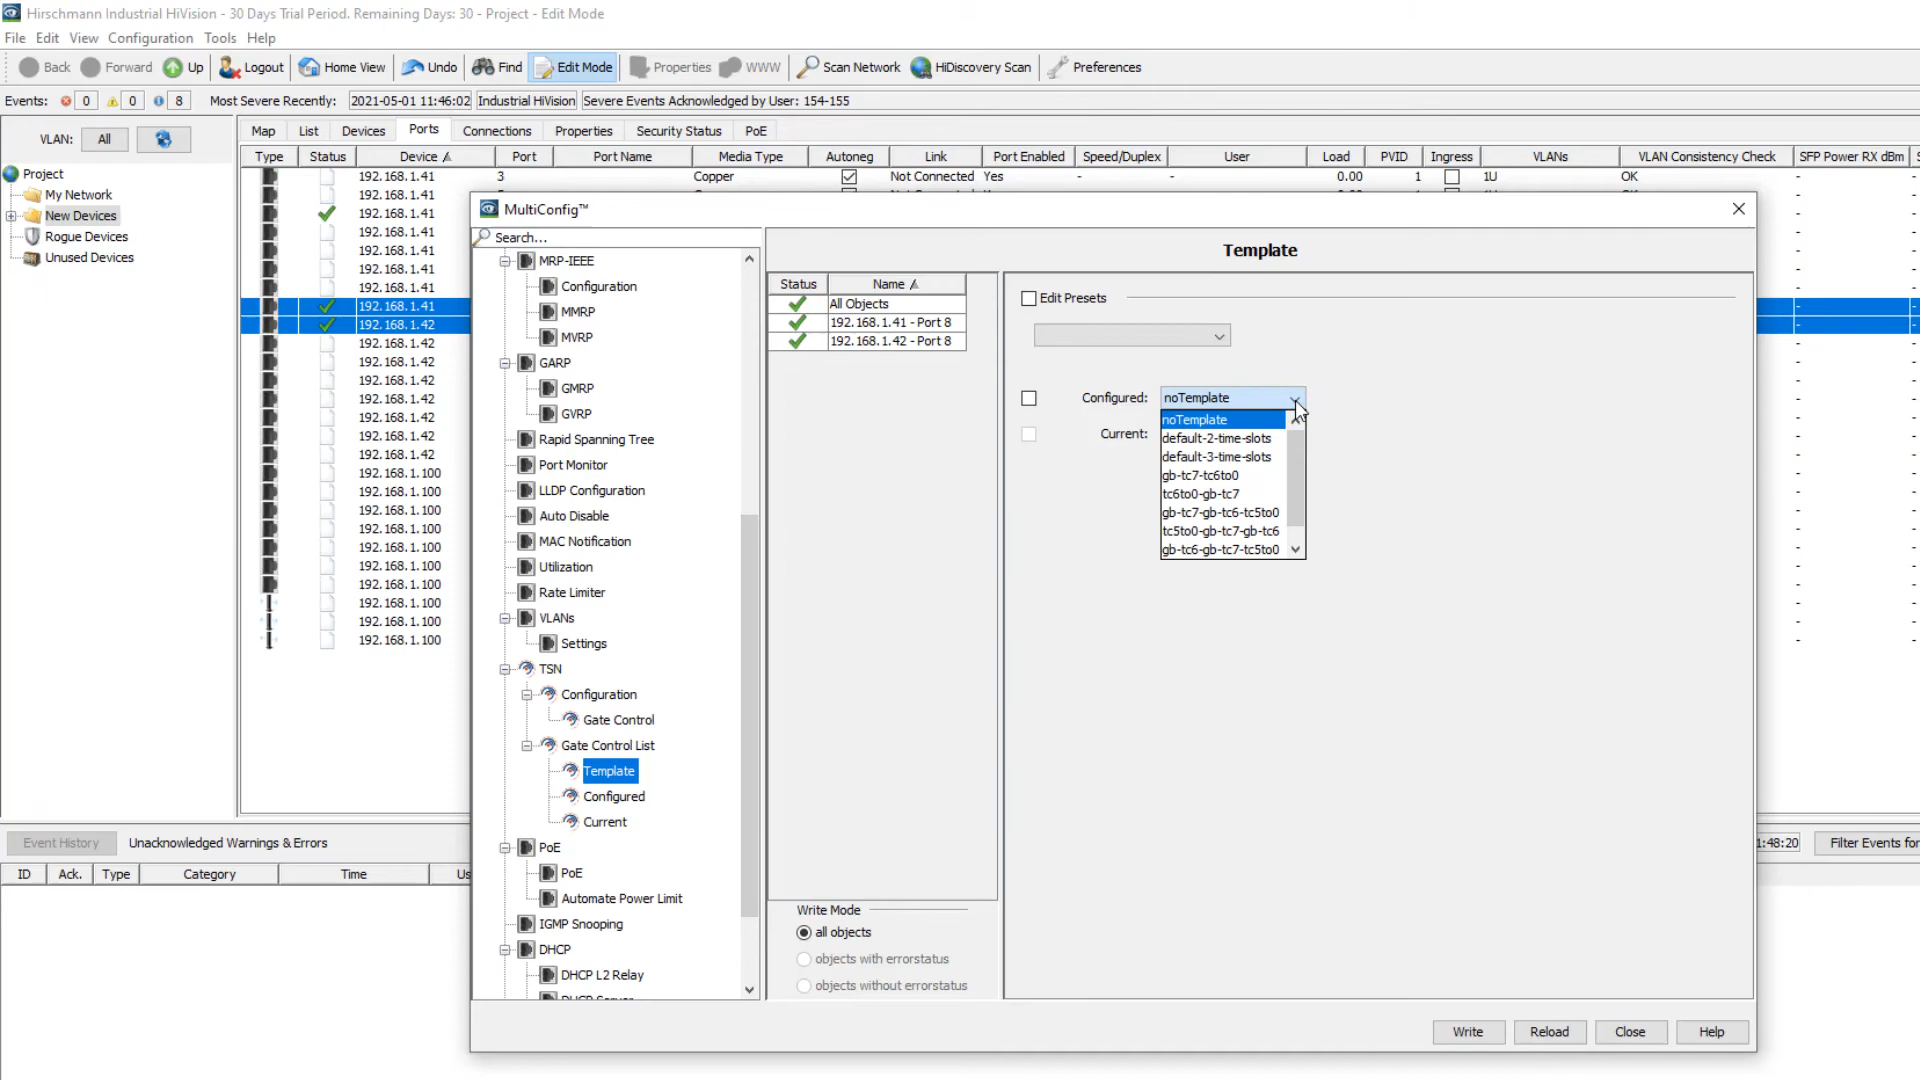 Hirschmann Industrial HiVision - 30 Days Trial Period. Remaining Days: 30 - Project - Edit Mode
File Edit View Configuration Tools Help
Back Forward Up Logout Home View Undo Find Edit Mode Properties WWW Scan Network HiDiscovery Scan Preferences
Events: 0 0 8 Most Severe Recently: 2021-05-01 11:46:02 Industrial HiVision Severe Events Acknowledged by User: 154-155
VLAN: All
Project
My Network
New Devices
Rogue Devices
Unused Devices
Map List Devices Ports Connections Properties Security Status PoE
Type Status Device Port Port Name Media Type Autoneg Link Port Enabled Speed/Duplex User Load PVID Ingress VLANs VLAN Consistency Check SFP Power RX dBm S
192.168.1.41 3 Copper Not Connected Yes - - 0.00 1 1U OK -
192.168.1.41
192.168.1.41
192.168.1.41
192.168.1.41
192.168.1.41
192.168.1.41
192.168.1.41
192.168.1.42
192.168.1.42
192.168.1.42
192.168.1.42
192.168.1.42
192.168.1.42
192.168.1.42
192.168.1.42
192.168.1.100
192.168.1.100
192.168.1.100
192.168.1.100
192.168.1.100
192.168.1.100
192.168.1.100
192.168.1.100
192.168.1.100
192.168.1.100
MultiConfig™
Search...
MRP-IEEE
Configuration
MMRP
MVRP
GARP
GMRP
GVRP
Rapid Spanning Tree
Port Monitor
LLDP Configuration
Auto Disable
MAC Notification
Utilization
Rate Limiter
VLANs
Settings
TSN
Configuration
Gate Control
Gate Control List
Template
Configured
Current
PoE
PoE
Automate Power Limit
IGMP Snooping
DHCP
DHCP L2 Relay
DHCP Server
Template
Status Name
All Objects
192.168.1.41 - Port 8
192.168.1.42 - Port 8
Write Mode
all objects
objects with errorstatus
objects without errorstatus
Edit Presets
Configured: noTemplate
Current:
noTemplate
default-2-time-slots
default-3-time-slots
gb-tc7-tc6to0
tc6to0-gb-tc7
gb-tc7-gb-tc6-tc5to0
tc5to0-gb-tc7-gb-tc6
gb-tc6-gb-tc7-tc5to0
Write Reload Close Help
Event History Unacknowledged Warnings & Errors 1:48:20 Filter Events for
ID Ack. Type Category Time Us